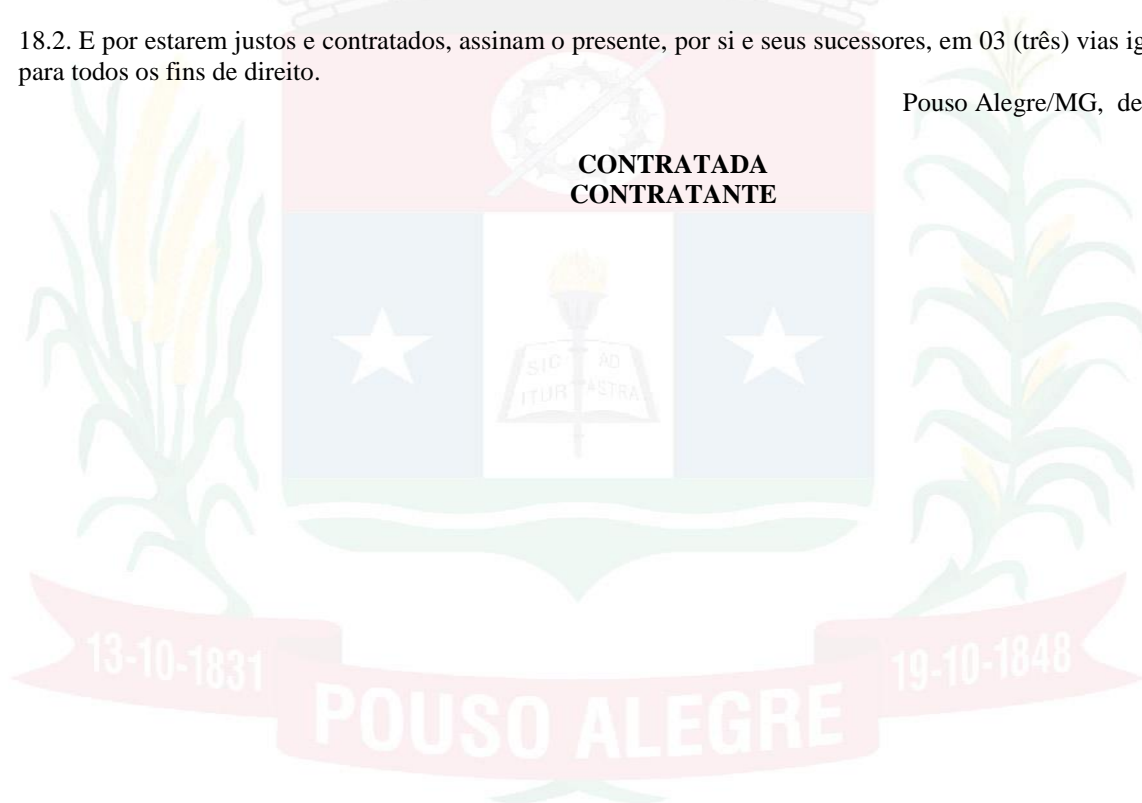 18.2. E por estarem justos e contratados, assinam o presente, por si e seus sucessores, em 03 (três) vias
para todos os fins de direito.
Pouso Alegre/MG, de
CONTRATADA
CONTRATANTE
SIC AD
ITUR ASTRA
13-10-1831
19-10-1848
POUSO ALEGRE